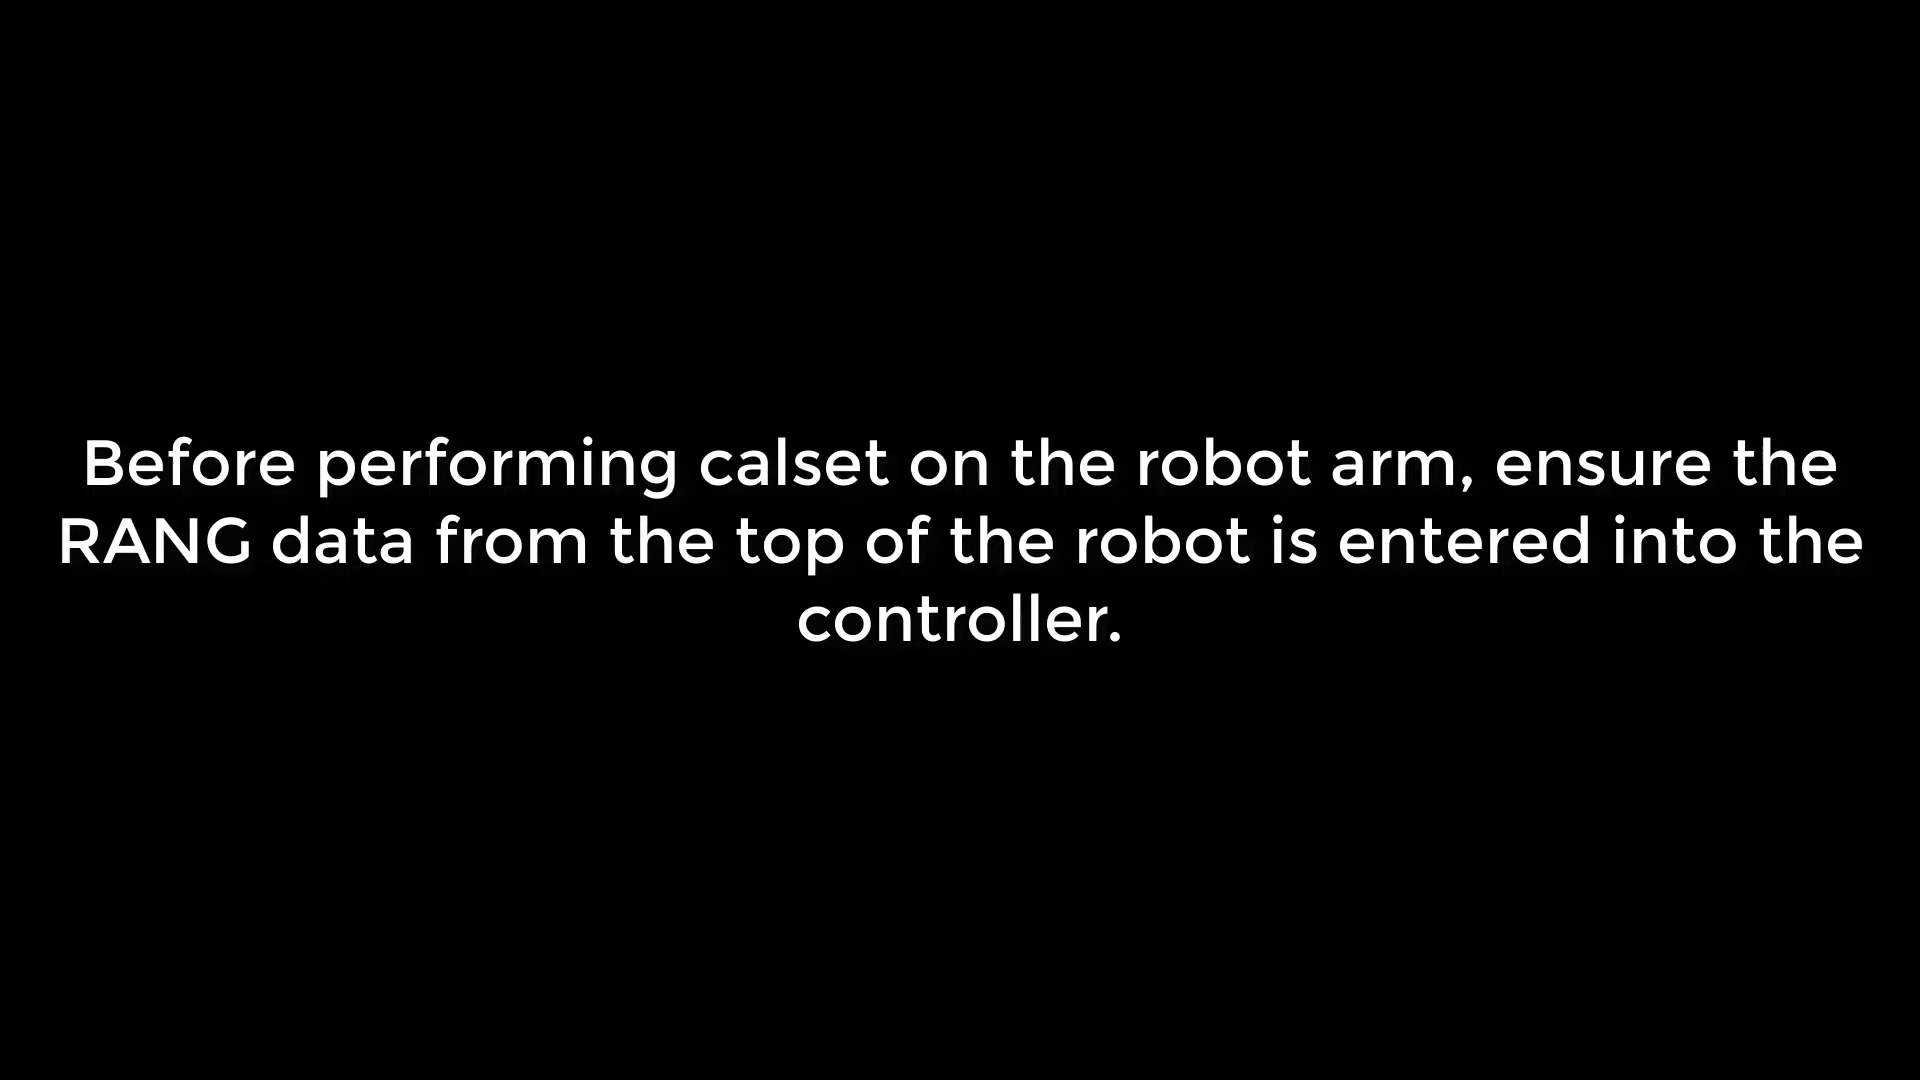 Before performing calset on the robot arm, ensure the
RANG data from the top of the robot is entered into the
controller.